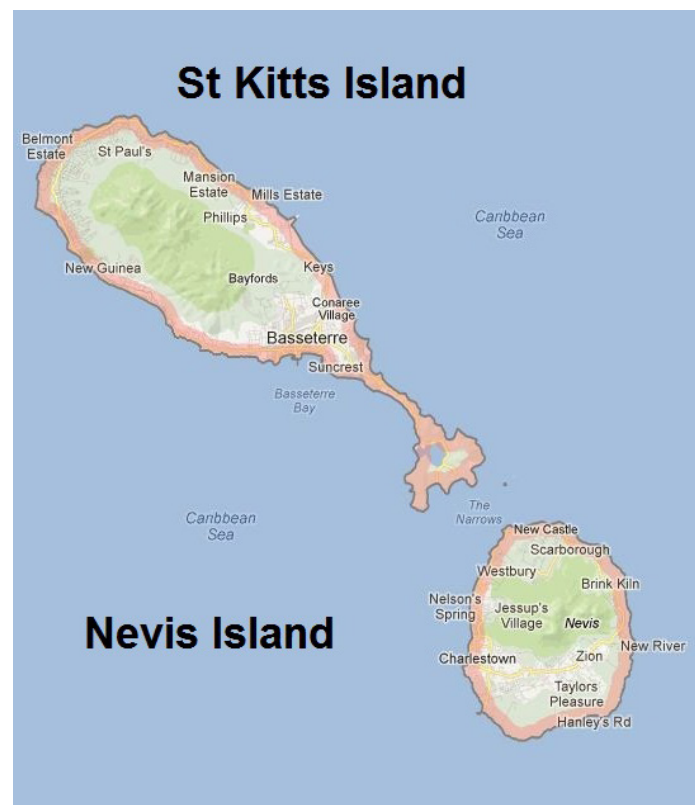 St Kitts Island
Belmont
Estate
St Paul's
Mansion
Estate
Mills Estate
Phillips
Caribbean
Sea
New Guinea
Keys
Bayfords
Conaree
Village
Basseterre
Suncrest
Basseterre
Bay
The
Narrows
Caribbean
Sea
New Castle
Scarborough
Westbury
Brink Kiln
Nelson's
Spring
Jessup's
Village
Nevis
Nevis Island
New River
Charlestown
Zion
Taylors
Pleasure
Hanley's Rd